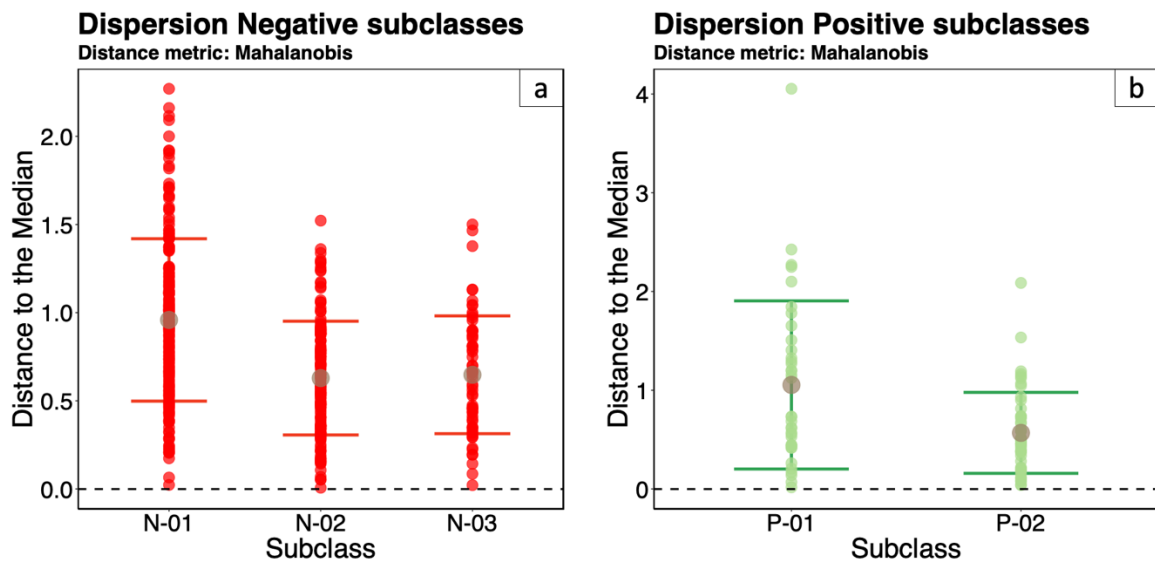 Dispersion Negative subclasses
Distance metric: Mahalanobis
a
Distance to the Median
2.0
1.5
1.0
0.5
0.0
N-01 N-02 N-03
Subclass
Dispersion Positive subclasses
Distance metric: Mahalanobis
b
Distance to the Median
4
3
2
1
0
P-01 P-02
Subclass